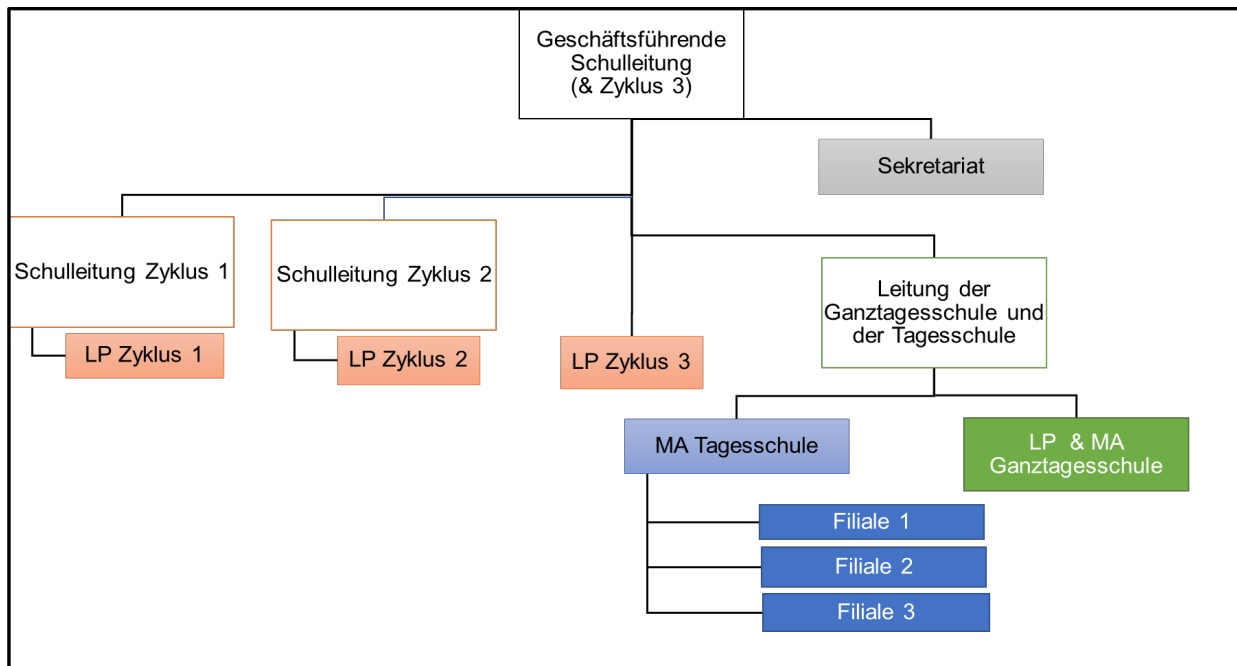 Geschäftsführende
Schulleitung
(& Zyklus 3)
Sekretariat
Schulleitung Zyklus 1
Schulleitung Zyklus 2
Leitung der
Ganztagesschule und
der Tagesschule
LP Zyklus 1
LP Zyklus 2
LP Zyklus 3
MA Tagesschule
LP & MA
Ganztagesschule
Filiale 1
Filiale 2
Filiale 3